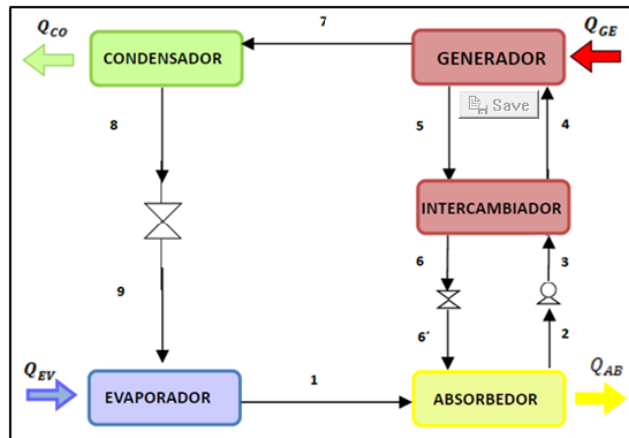 Q_CO
7
Q_GE
CONDENSADOR
GENERADOR
Save
8
5
4
INTERCAMBIADOR
6
3
9
6´
2
Q_EV
1
Q_AB
EVAPORADOR
ABSORBEDOR